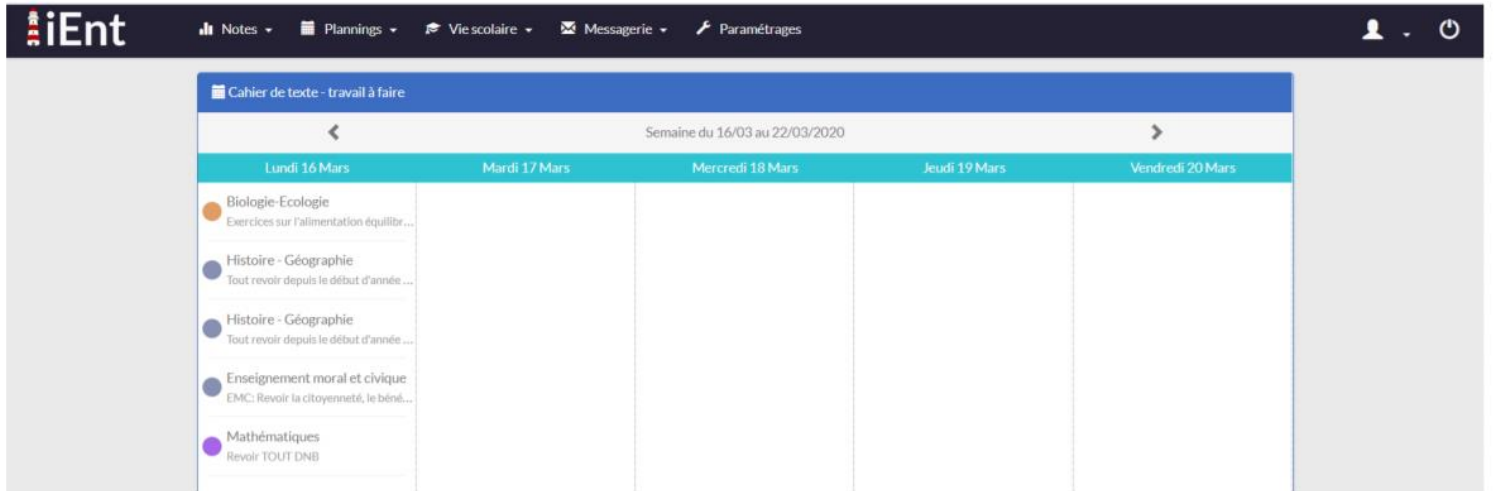 iEnt
Notes Plannings Vie scolaire Messagerie Paramétrages
Cahier de texte - travail à faire
Semaine du 16/03 au 22/03/2020
Lundi 16 Mars Mardi 17 Mars Mercredi 18 Mars Jeudi 19 Mars Vendredi 20 Mars
Biologie-Ecologie
Exercices sur l'alimentation équilibr...
Histoire - Géographie
Tout revoir depuis le début d'année ...
Histoire - Géographie
Tout revoir depuis le début d'année ...
Enseignement moral et civique
EMC: Revoir la citoyenneté, le béné...
Mathématiques
Revoir TOUT DNB